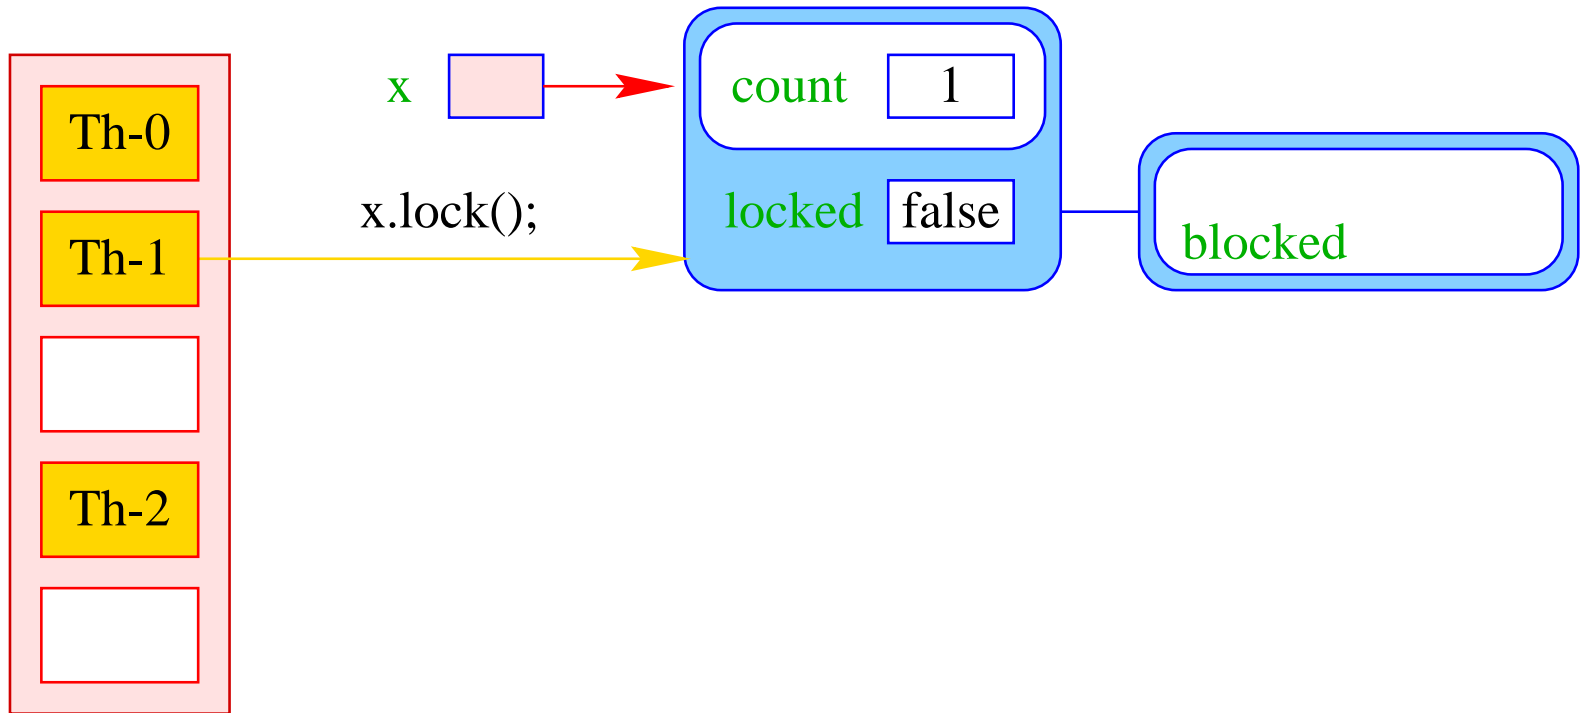 Th-0
Th-1
Th-2
x
x.lock();
count 1
locked false
blocked